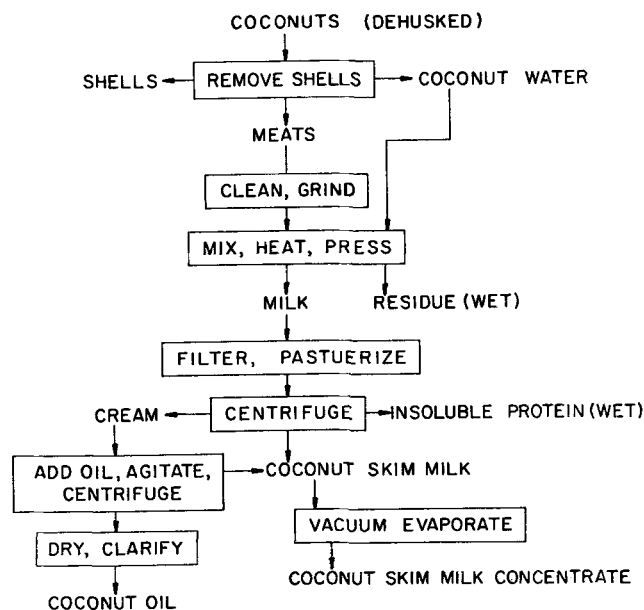 COCONUTS (DEHUSKED)
SHELLS
REMOVE SHELLS
COCONUT WATER
MEATS
CLEAN, GRIND
MIX, HEAT, PRESS
MILK
RESIDUE (WET)
FILTER, PASTUERIZE
CREAM
CENTRIFUGE
INSOLUBLE PROTEIN (WET)
ADD OIL, AGITATE,
CENTRIFUGE
COCONUT SKIM MILK
VACUUM EVAPORATE
DRY, CLARIFY
COCONUT SKIM MILK CONCENTRATE
COCONUT OIL